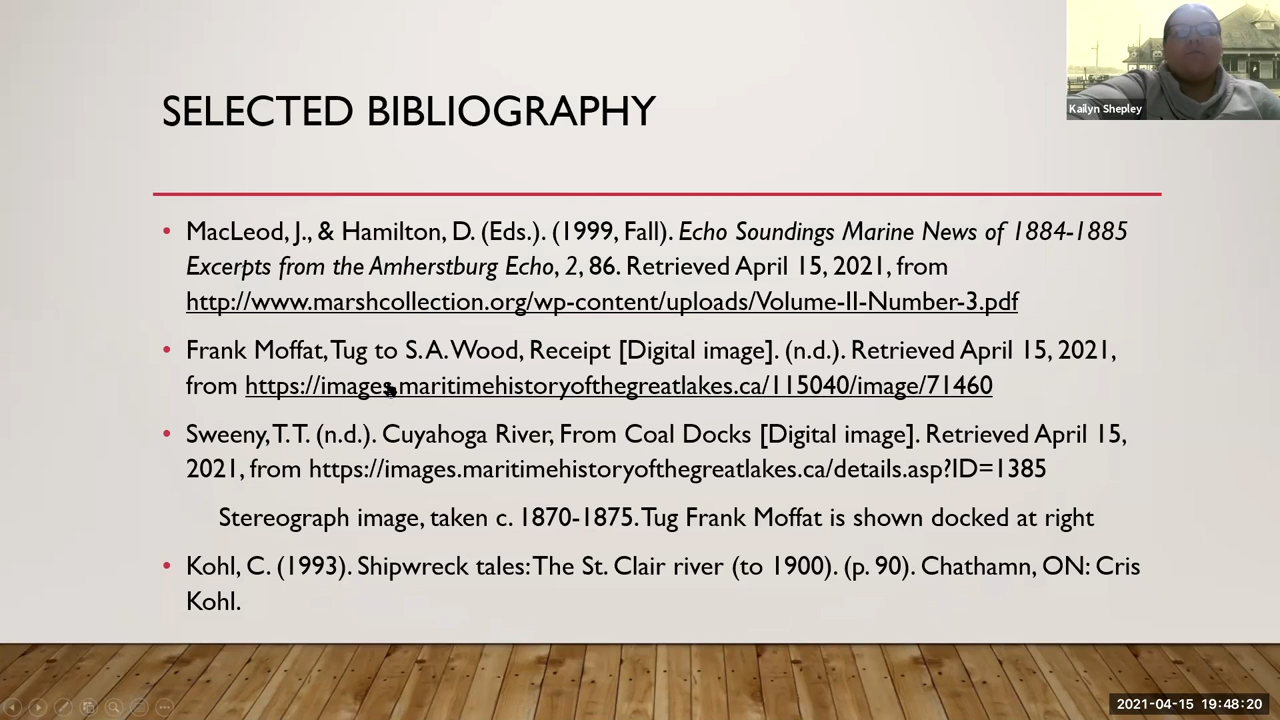 SELECTED BIBLIOGRAPHY
Kailyn Shepley
• MacLeod, J., & Hamilton, D. (Eds.). (1999, Fall). Echo Soundings Marine News of 1884-1885
Excerpts from the Amherstburg Echo, 2, 86. Retrieved April 15, 2021, from
http://www.marshcollection.org/wp-content/uploads/Volume-II-Number-3.pdf
• Frank Moffat, Tug to S. A. Wood, Receipt [Digital image]. (n.d.). Retrieved April 15, 2021,
from https://images.maritimehistoryofthegreatlakes.ca/115040/image/71460
• Sweeny, T. T. (n.d.). Cuyahoga River, From Coal Docks [Digital image]. Retrieved April 15,
2021, from https://images.maritimehistoryofthegreatlakes.ca/details.asp?ID=1385
Stereograph image, taken c. 1870-1875. Tug Frank Moffat is shown docked at right
• Kohl, C. (1993). Shipwreck tales: The St. Clair river (to 1900). (p. 90). Chathamn, ON: Cris
Kohl.
2021-04-15 19:48:20